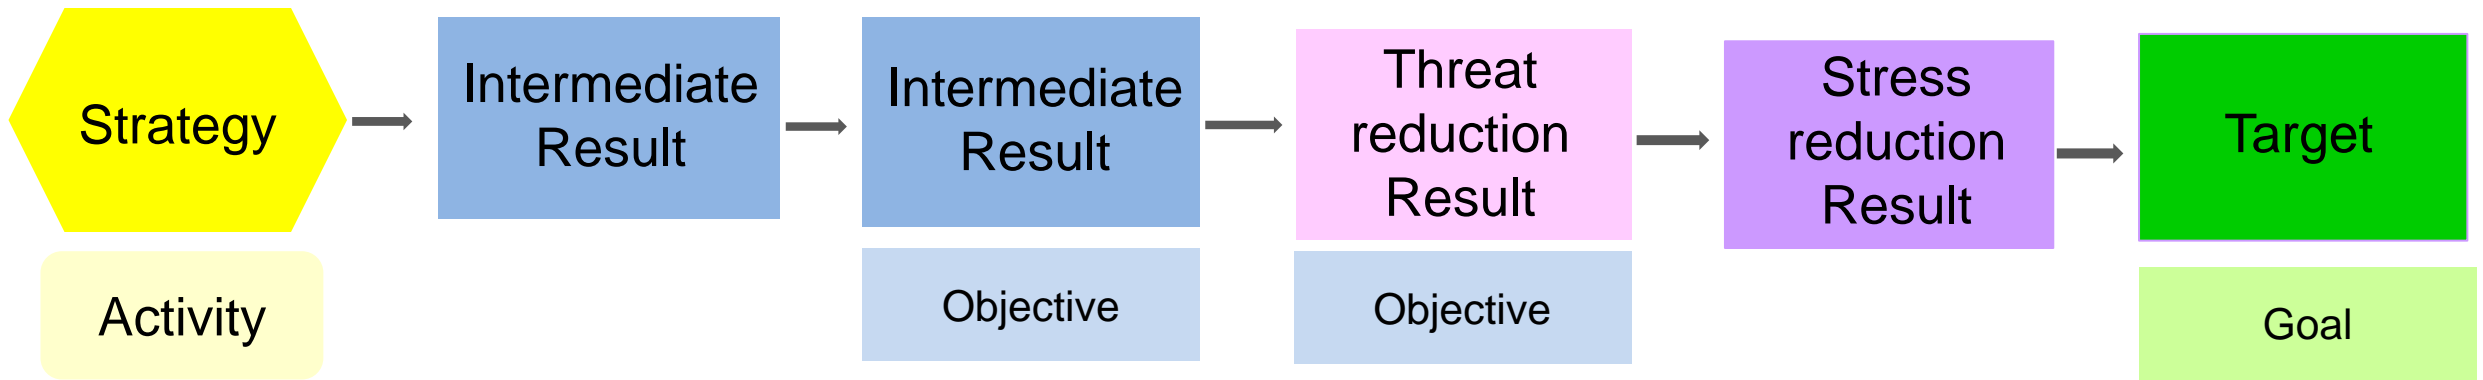 Strategy
Intermediate
Result
Intermediate
Result
Threat
reduction
Result
Stress
reduction
Result
Target
Activity
Objective
Objective
Goal